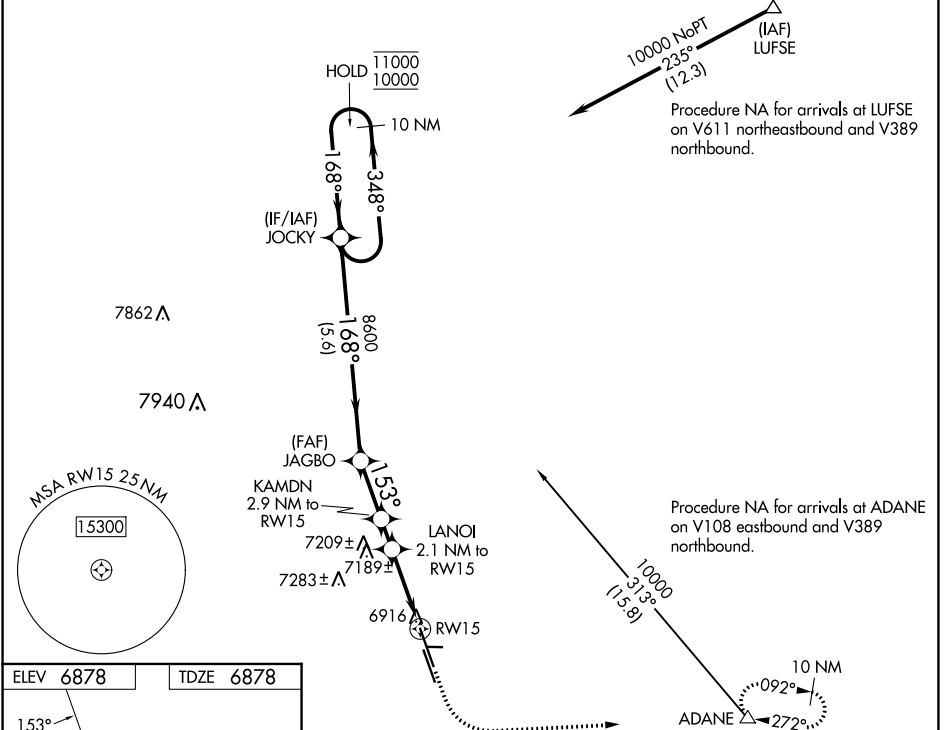 (IAF)
LUFSE
10000 NoPT
235°
(12.3)
HOLD
11000
10000
10 NM
Procedure NA for arrivals at LUFSE
on V611 northeastbound and V389
northbound.
168°
348°
(IF/IAF)
JOCKY
8600
168°
(5.6)
7862
7940
(FAF)
JAGBO
153°
MSA RW15 25 NM
15300
KAMDN
2.9 NM to
RW15
LANOI
2.1 NM to
RW15
7209±
7189±
7283±
6916
RW15
Procedure NA for arrivals at ADANE
on V108 eastbound and V389
northbound.
10000
313°
(15.8)
10 NM
092°
272°
ADANE
ELEV 6878
TDZE 6878
153°